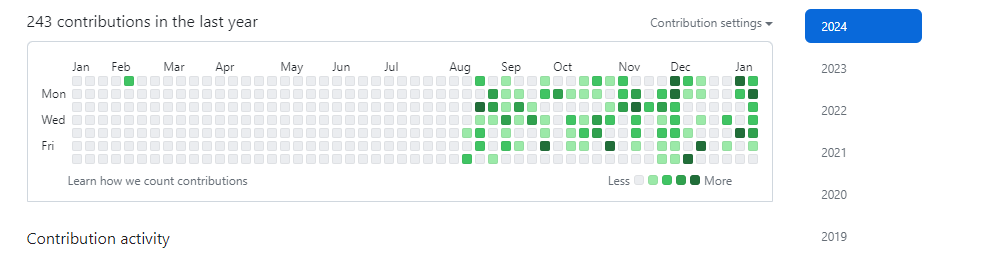 243 contributions in the last year
Contribution settings
Jan Feb Mar Apr May Jun Jul Aug Sep Oct Nov Dec Jan
Mon
Wed
Fri
Learn how we count contributions
Less More
Contribution activity
2024
2023
2022
2021
2020
2019